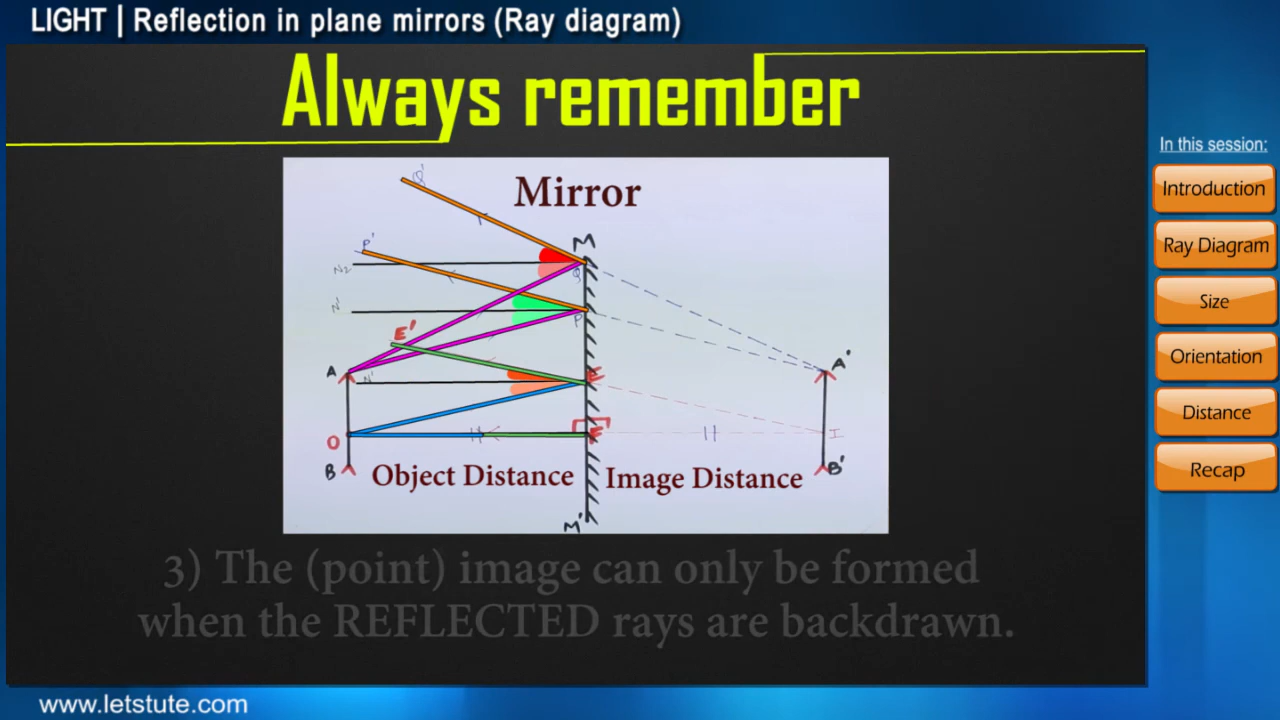 LIGHT | Reflection in plane mirrors (Ray diagram)
Always remember
In this session:
Introduction
Ray Diagram
Size
Orientation
Distance
Recap
Mirror
Q'
M
P'
N2
Q
N'
P
E'
A
A'
N'
E
O
F
I
B
B'
Object Distance
Image Distance
M'
3) The (point) image can only be formed
when the REFLECTED rays are backdrawn.
www.letstute.com